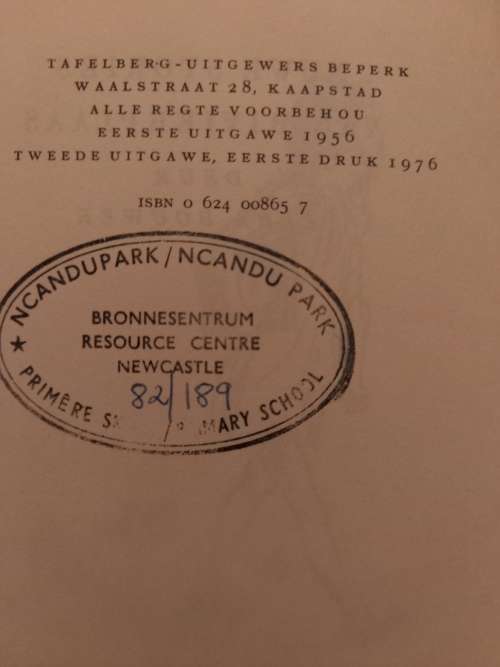 TAFELBERG-UITGEWERS BEPERK
WAALSTRAAT 28, KAAPSTAD
ALLE REGTE VOORBEHOU
EERSTE UITGAWE 1956
TWEEDE UITGAWE, EERSTE DRUK 1976
ISBN 0 624 00865 7
★ NCANDUPARK/NCANDU PARK
BRONNESENTRUM
RESOURCE CENTRE
NEWCASTLE
82/189
PRIMÊRE SCHOOL